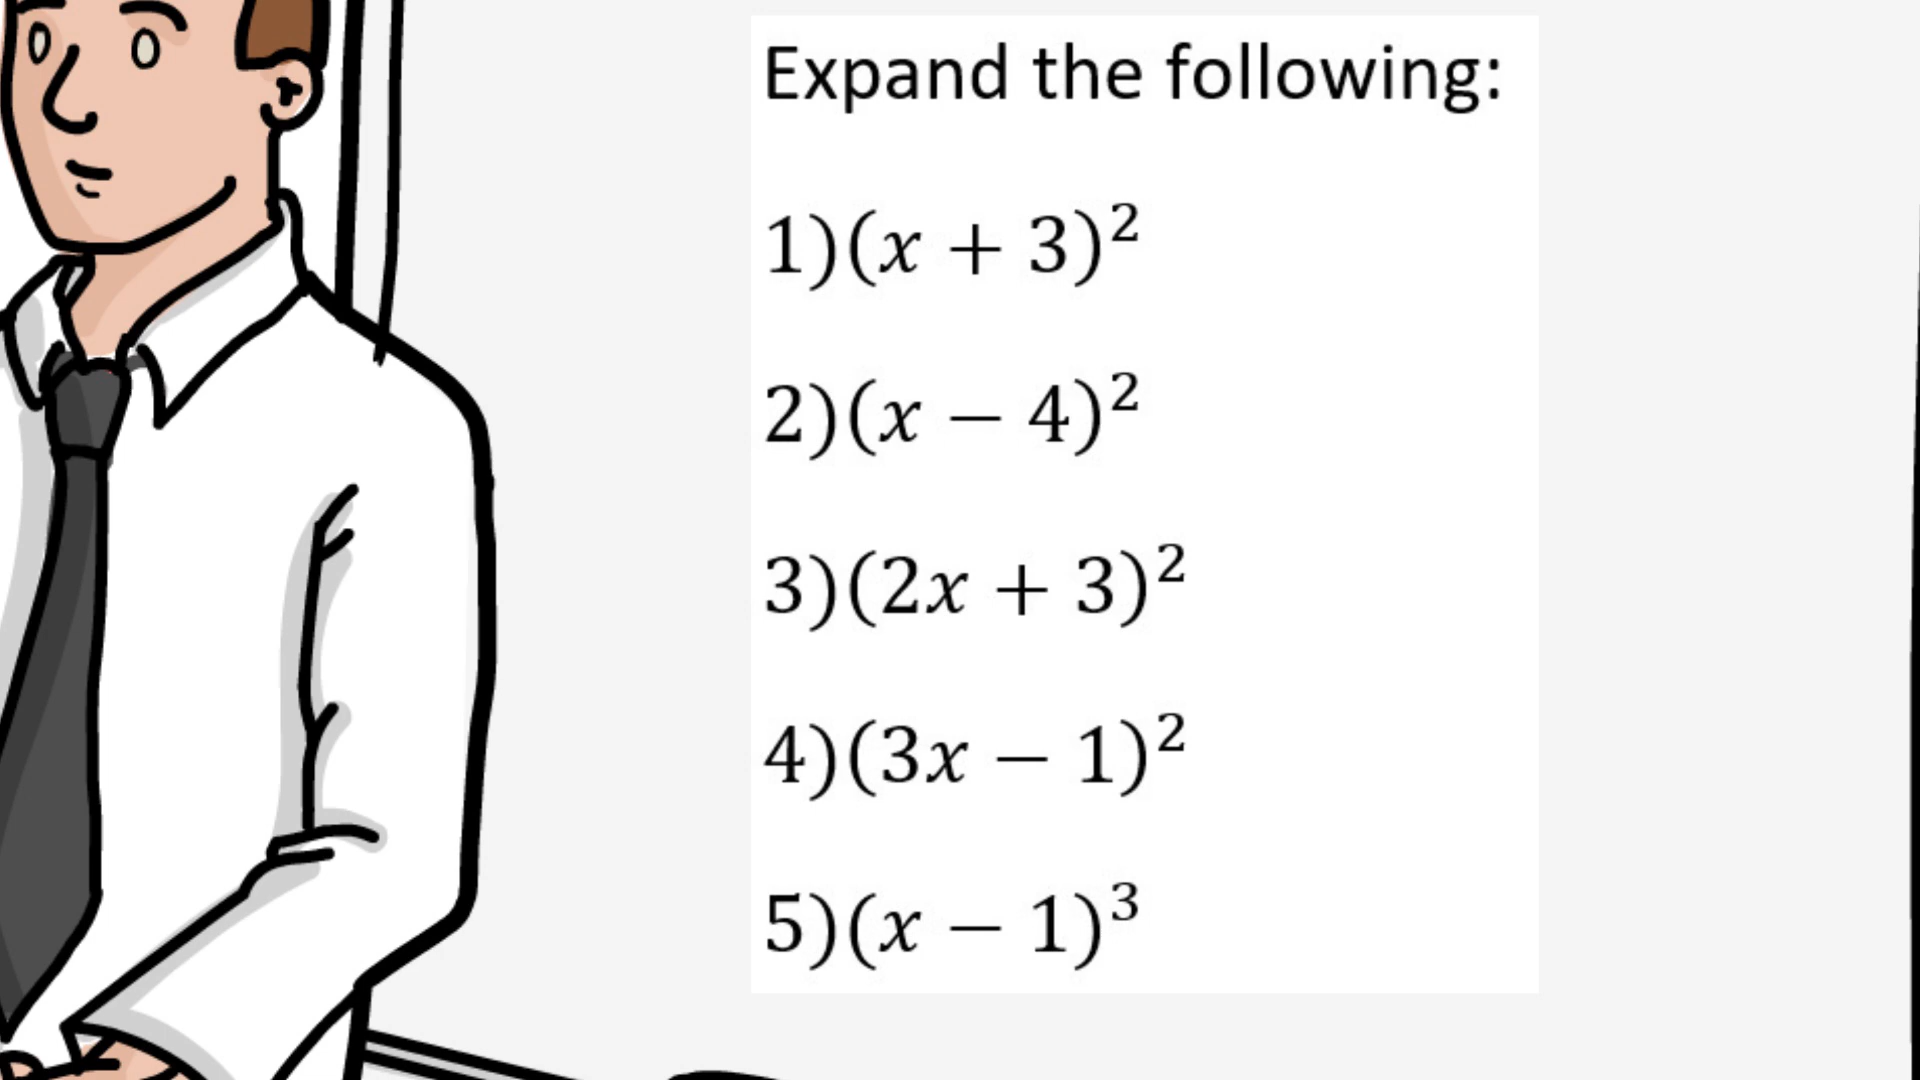 Expand the following:
1)(x + 3)²
2)(x − 4)²
3)(2x + 3)²
4)(3x − 1)²
5)(x − 1)³